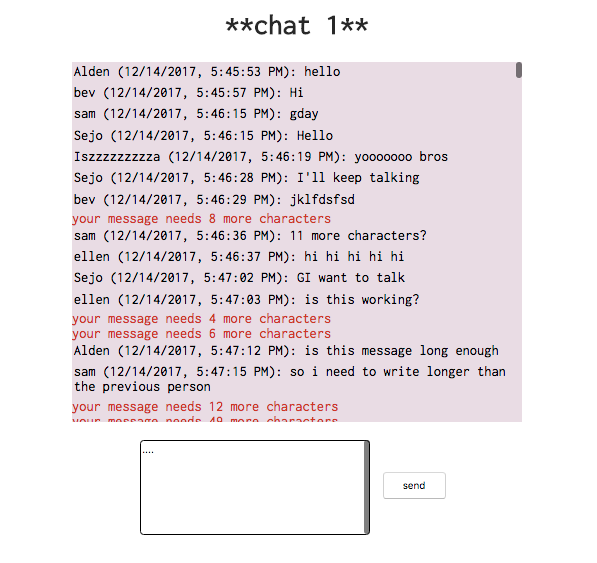 **chat 1**
Alden (12/14/2017, 5:45:53 PM): hello
bev (12/14/2017, 5:45:57 PM): Hi
sam (12/14/2017, 5:46:15 PM): gday
Sejo (12/14/2017, 5:46:15 PM): Hello
Iszzzzzzzzza (12/14/2017, 5:46:19 PM): yooooooo bros
Sejo (12/14/2017, 5:46:28 PM): I'll keep talking
bev (12/14/2017, 5:46:29 PM): jklfdsfsd
your message needs 8 more characters
sam (12/14/2017, 5:46:36 PM): 11 more characters?
ellen (12/14/2017, 5:46:37 PM): hi hi hi hi hi
Sejo (12/14/2017, 5:47:02 PM): GI want to talk
ellen (12/14/2017, 5:47:03 PM): is this working?
your message needs 4 more characters
your message needs 6 more characters
Alden (12/14/2017, 5:47:12 PM): is this message long enough
sam (12/14/2017, 5:47:15 PM): so i need to write longer than
the previous person
your message needs 12 more characters
your message needs 49 more characters
....
send